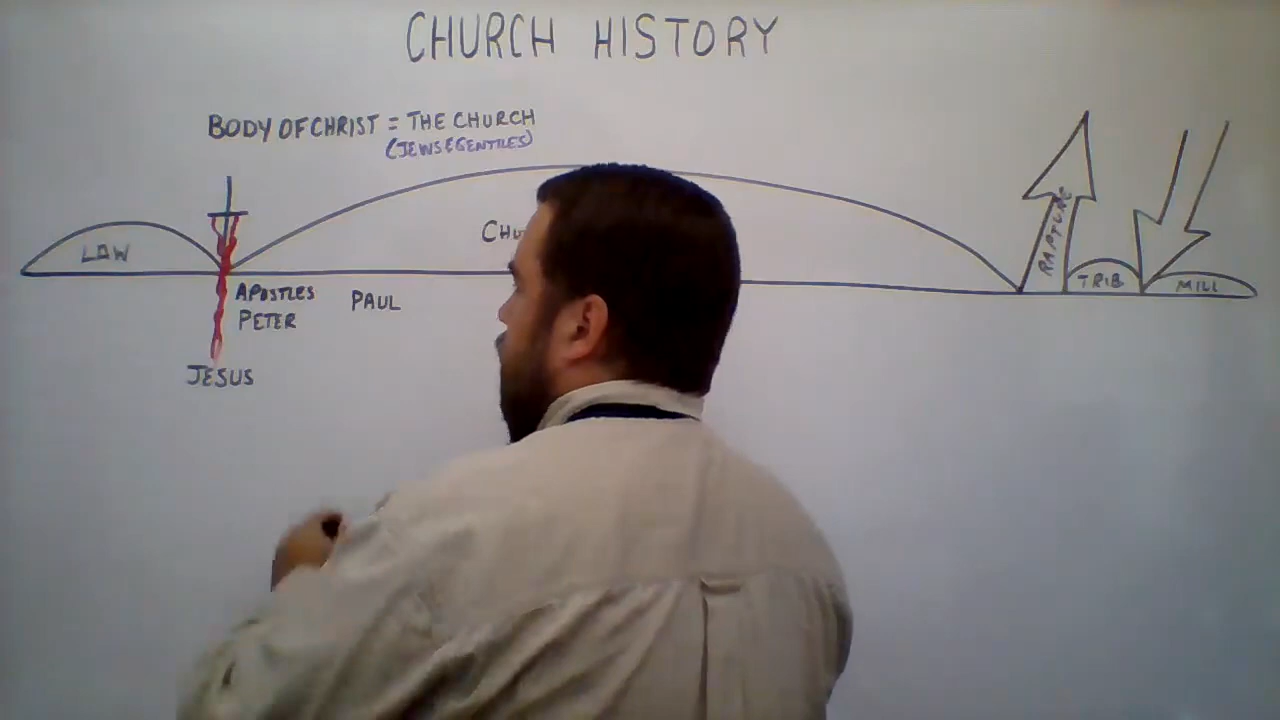 CHURCH HISTORY
BODY OF CHRIST = THE CHURCH
(JEWS & GENTILES)
LAW
RAPTURE
TRIB
MILL
APOSTLES
PETER
PAUL
JESUS